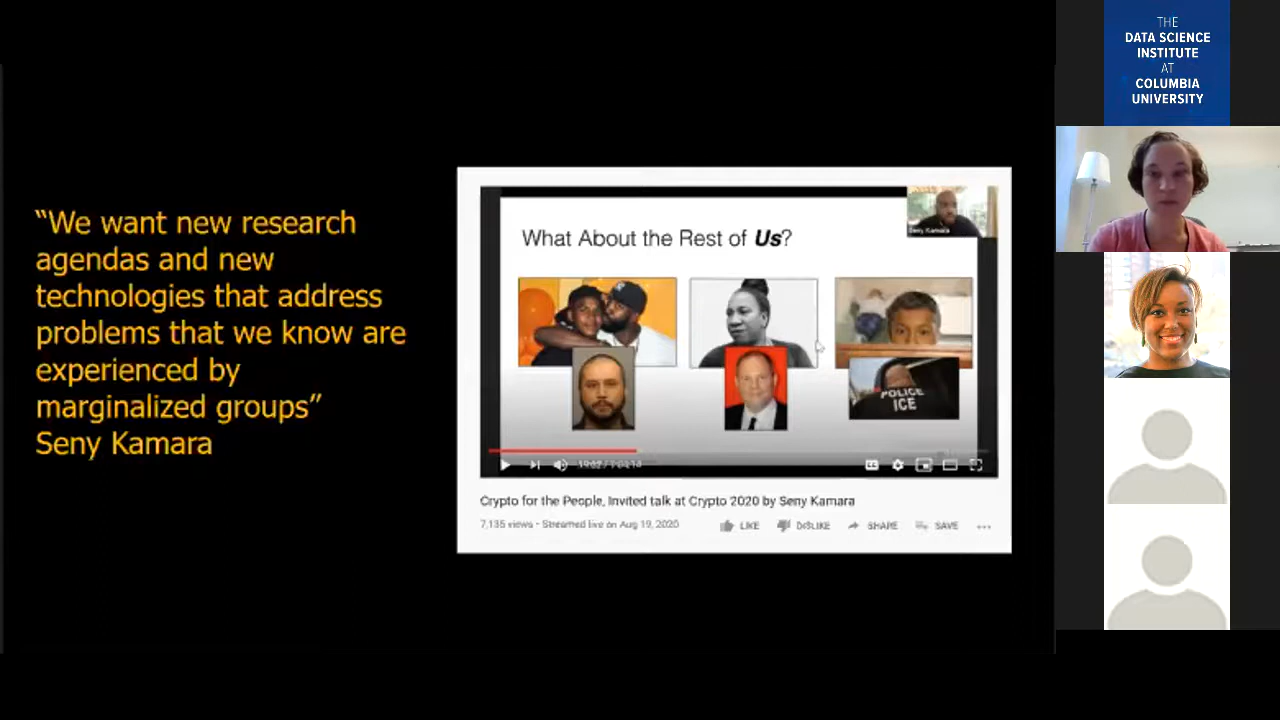 “We want new research
agendas and new
technologies that address
problems that we know are
experienced by
marginalized groups”
Seny Kamara
Seny Kamara
What About the Rest of Us?
POLICE
ICE
Crypto for the People, Invited talk at Crypto 2020 by Seny Kamara
7,135 views • Streamed live on Aug 19, 2020
LIKE
DISLIKE
SHARE
SAVE
THE
DATA SCIENCE
INSTITUTE
AT
COLUMBIA
UNIVERSITY